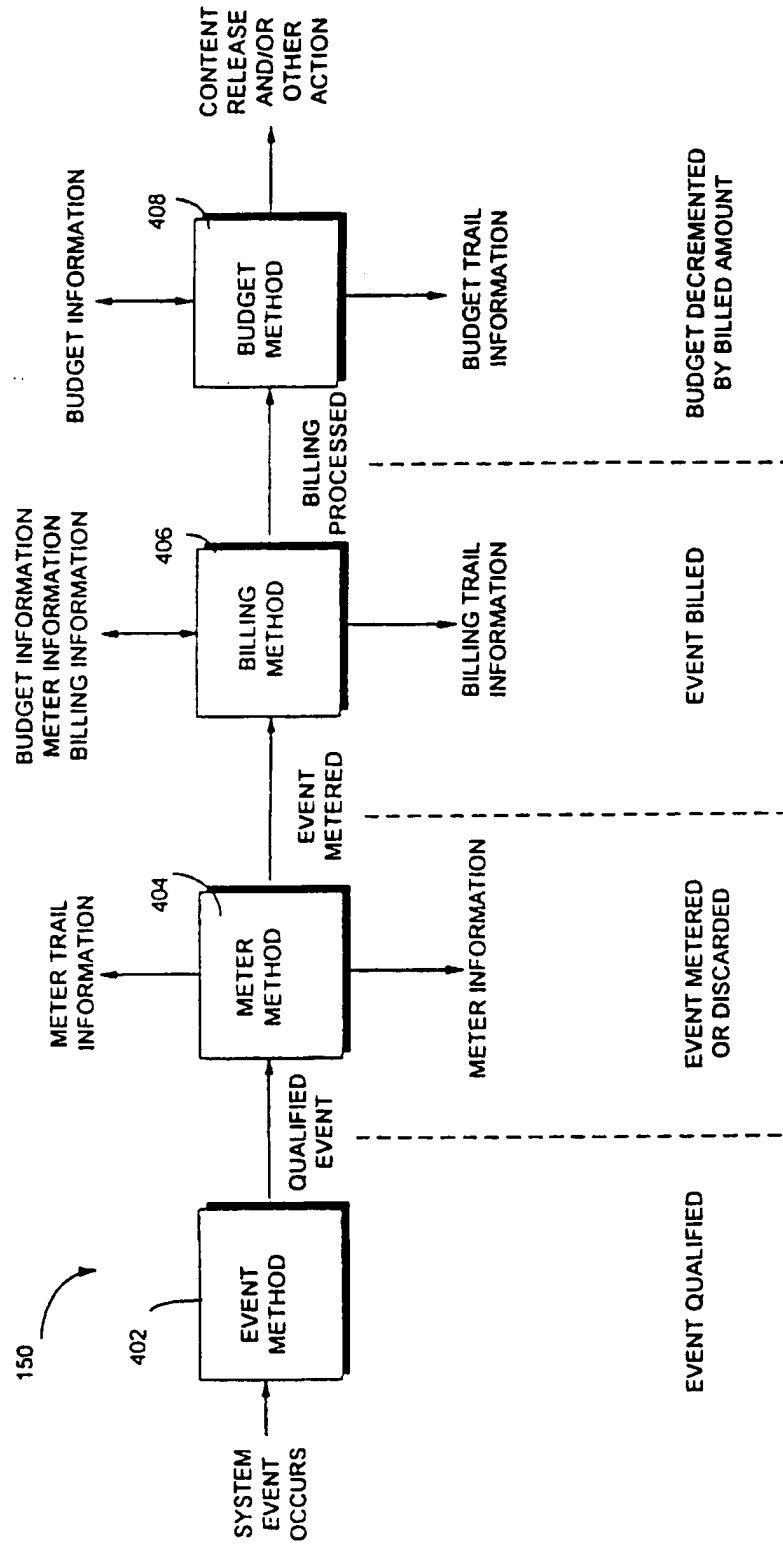 150
SYSTEM
EVENT
OCCURS
402
EVENT
METHOD
QUALIFIED
EVENT
EVENT QUALIFIED
METER TRAIL
INFORMATION
404
METER
METHOD
EVENT
METERED
METER INFORMATION
EVENT METERED
OR DISCARDED
BUDGET INFORMATION
METER INFORMATION
BILLING INFORMATION
406
BILLING
METHOD
BILLING
PROCESSED
BILLING TRAIL
INFORMATION
EVENT BILLED
BUDGET INFORMATION
408
BUDGET
METHOD
CONTENT
RELEASE
AND/OR
OTHER
ACTION
BUDGET TRAIL
INFORMATION
BUDGET DECREMENTED
BY BILLED AMOUNT